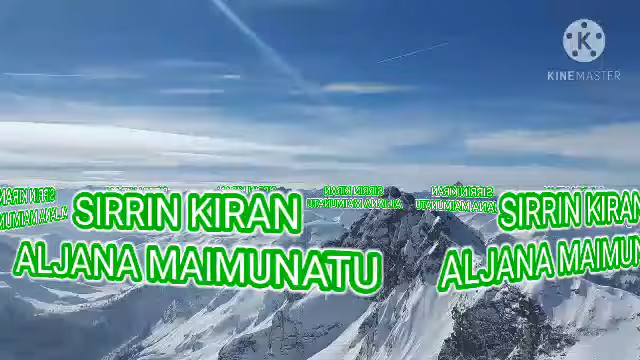 KINEMASTER
SIRRIN KIRAN
ALJANA MAIMUNATU
SIRRIN KIRAN
ALJANA MAIMUN